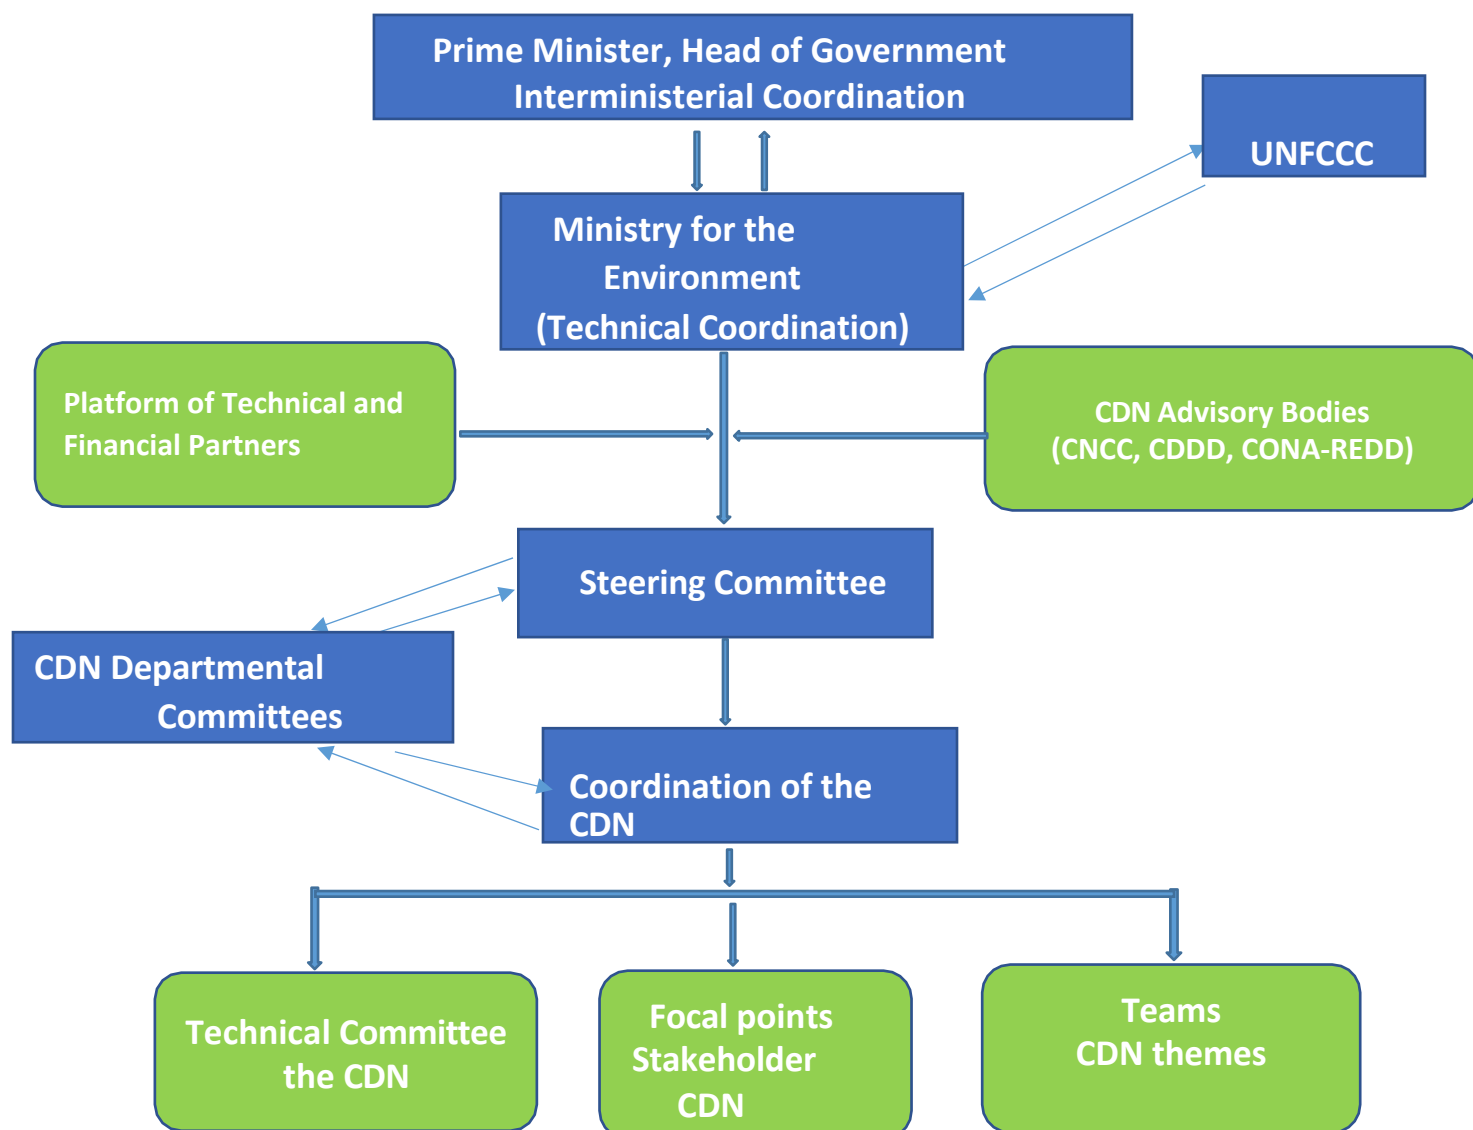 Prime Minister, Head of Government
Interministerial Coordination
UNFCCC
Ministry for the
Environment
(Technical Coordination)
Platform of Technical and
Financial Partners
CDN Advisory Bodies
(CNCC, CDDD, CONA-REDD)
Steering Committee
CDN Departmental
Committees
Coordination of the
CDN
Technical Committee
the CDN
Focal points
Stakeholder
CDN
Teams
CDN themes